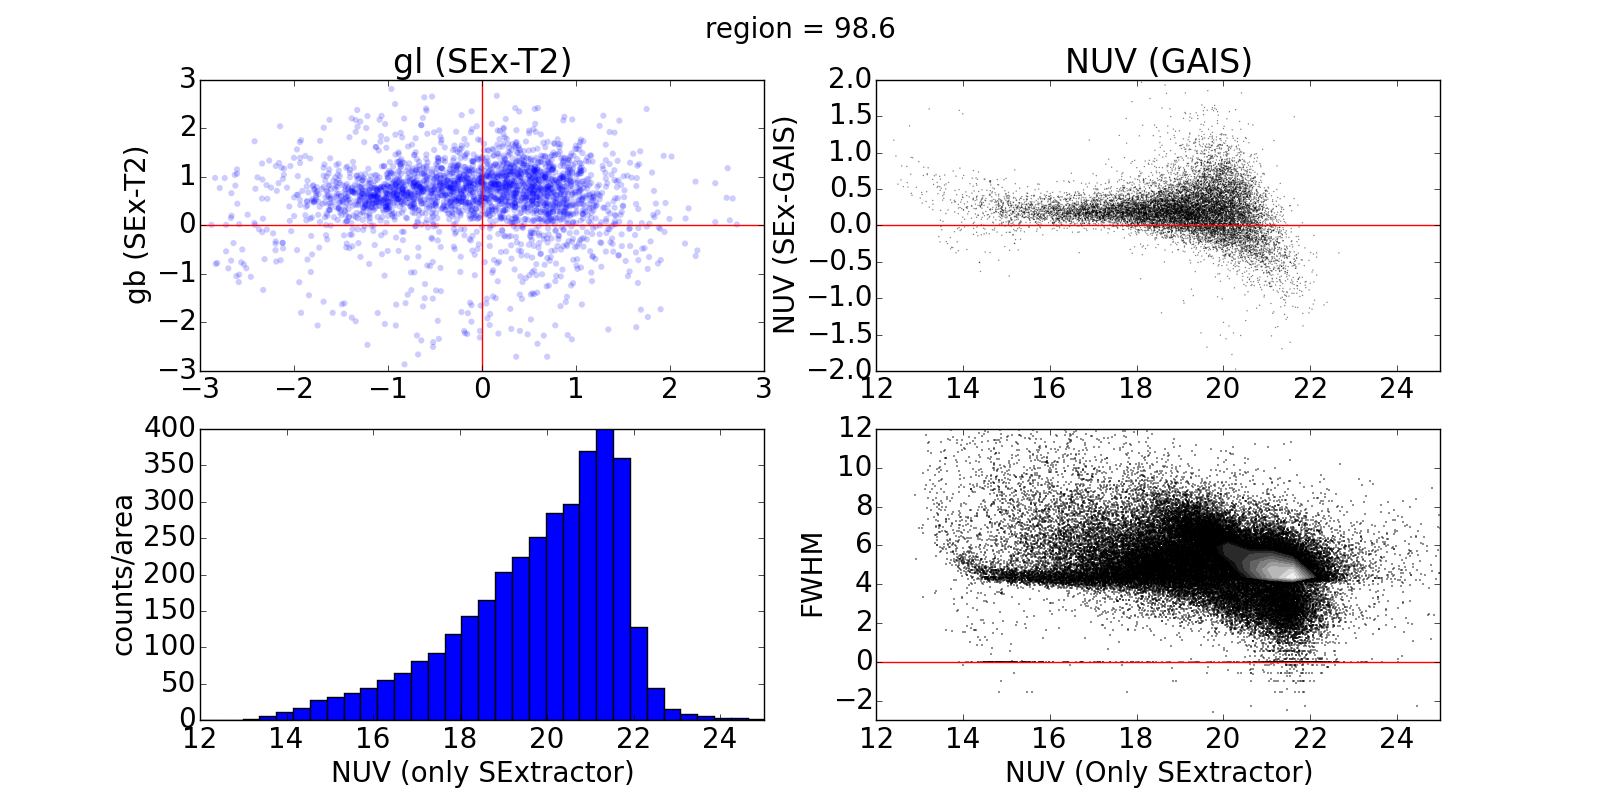 region = 98.6
gl (SEx-T2)
NUV (GAIS)
3
2
1
0
−1
−2
−3
gb (SEx-T2)
−3 −2 −1 0 1 2 3
2.0
1.5
1.0
0.5
0.0
−0.5
−1.0
−1.5
−2.0
NUV (SEx-GAIS)
12 14 16 18 20 22 24
400
350
300
250
200
150
100
50
0
counts/area
12 14 16 18 20 22 24
NUV (only SExtractor)
12
10
8
6
4
2
0
−2
FWHM
12 14 16 18 20 22 24
NUV (Only SExtractor)